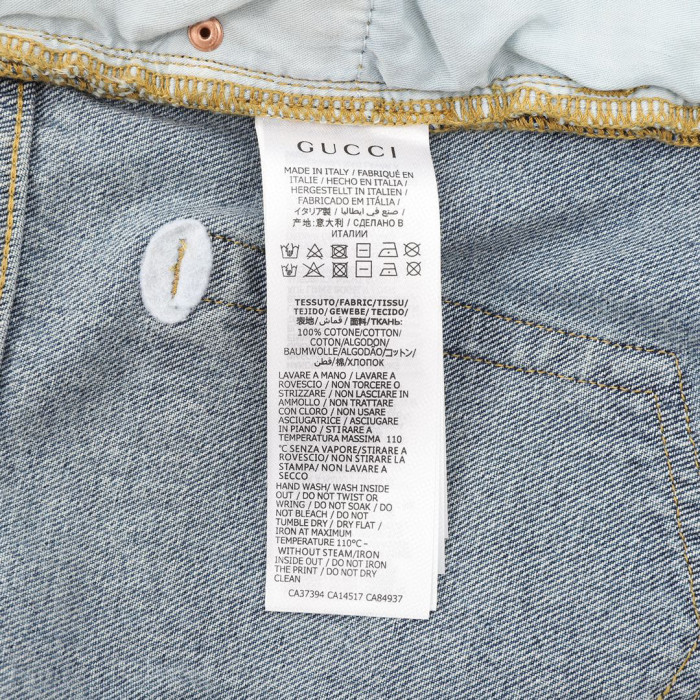 GUCCI
MADE IN ITALY / FABRIQUÉ EN
ITALIE / HECHO EN ITALIA /
HERGESTELLT IN ITALIEN /
FABRICADO EM ITÁLIA /
イタリア製 / صنع في ايطاليا /
产地:意大利 / СДЕЛАНО В
ИТАЛИИ
TESSUTO/FABRIC/TISSU/
TEJIDO/GEWEBE/TECIDO/
表地/قماش/面料/ТКАНЬ:
100% COTONE/COTTON/
COTON/ALGODON/
BAUMWOLLE/ALGODÃO/コットン/
قطن/棉/ХЛОПОК
LAVARE A MANO / LAVARE A
ROVESCIO / NON TORCERE O
STRIZZARE / NON LASCIARE IN
AMMOLLO / NON TRATTARE
CON CLORO / NON USARE
ASCIUGATRICE / ASCIUGARE
IN PIANO / STIRARE A
TEMPERATURA MASSIMA 110
°C SENZA VAPORE/STIRARE A
ROVESCIO/ NON STIRARE LA
STAMPA/ NON LAVARE A
SECCO
HAND WASH/ WASH INSIDE
OUT / DO NOT TWIST OR
WRING / DO NOT SOAK / DO
NOT BLEACH / DO NOT
TUMBLE DRY / DRY FLAT /
IRON AT MAXIMUM
TEMPERATURE 110°C –
WITHOUT STEAM/IRON
INSIDE OUT / DO NOT IRON
THE PRINT / DO NOT DRY
CLEAN
CA37394 CA14517 CA84937